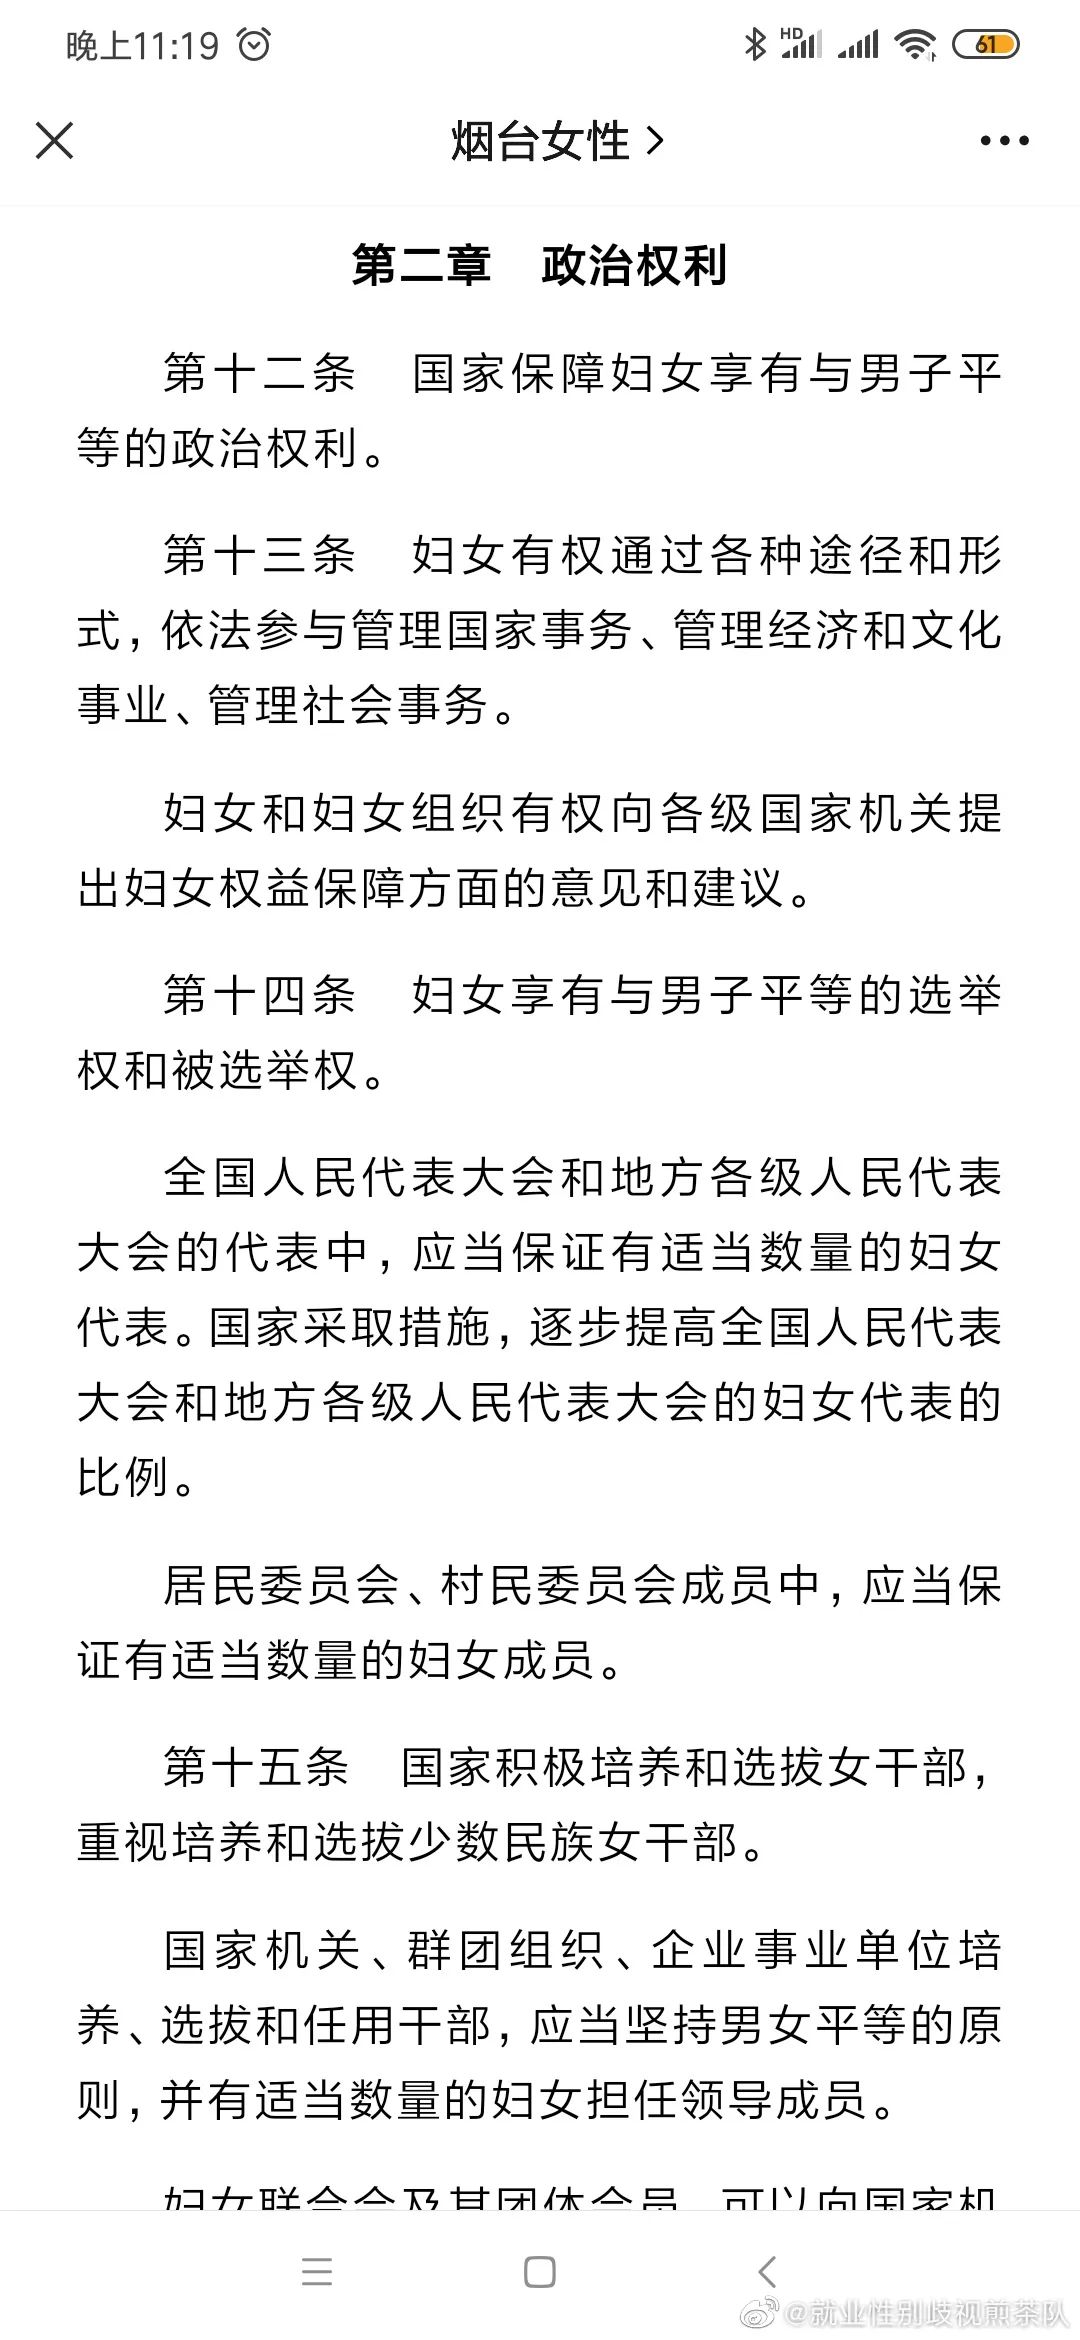 晚上11:19
HD
61
烟台女性
第二章　政治权利
第十二条　国家保障妇女享有与男子平
等的政治权利。
第十三条　妇女有权通过各种途径和形
式，依法参与管理国家事务、管理经济和文化
事业、管理社会事务。
妇女和妇女组织有权向各级国家机关提
出妇女权益保障方面的意见和建议。
第十四条　妇女享有与男子平等的选举
权和被选举权。
全国人民代表大会和地方各级人民代表
大会的代表中，应当保证有适当数量的妇女
代表。国家采取措施，逐步提高全国人民代表
大会和地方各级人民代表大会的妇女代表的
比例。
居民委员会、村民委员会成员中，应当保
证有适当数量的妇女成员。
第十五条　国家积极培养和选拔女干部，
重视培养和选拔少数民族女干部。
国家机关、群团组织、企业事业单位培
养、选拔和任用干部，应当坚持男女平等的原
则，并有适当数量的妇女担任领导成员。
妇女联合会及其团体会员，可以向国家机
@就业性别歧视煎茶队